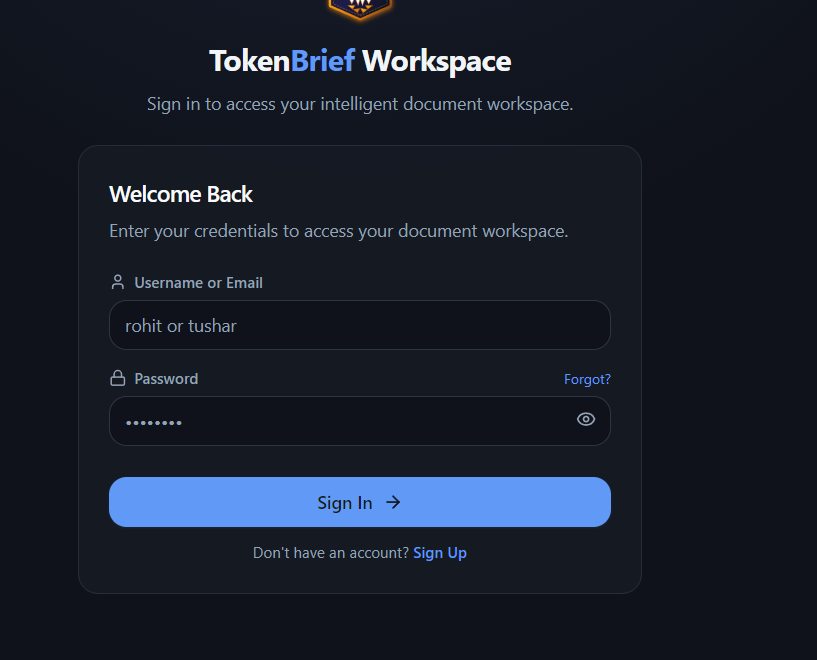 TokenBrief Workspace
Sign in to access your intelligent document workspace.
Welcome Back
Enter your credentials to access your document workspace.
Username or Email
rohit or tushar
Password Forgot?
••••••••
Sign In →
Don't have an account? Sign Up